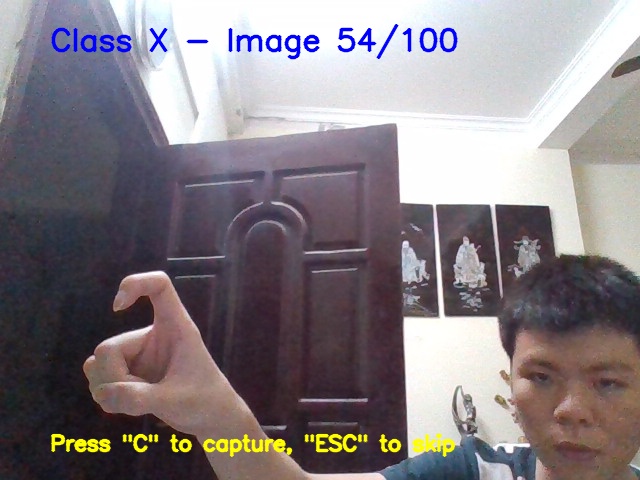 Class X - Image 54/100
Press "C" to capture, "ESC" to skip